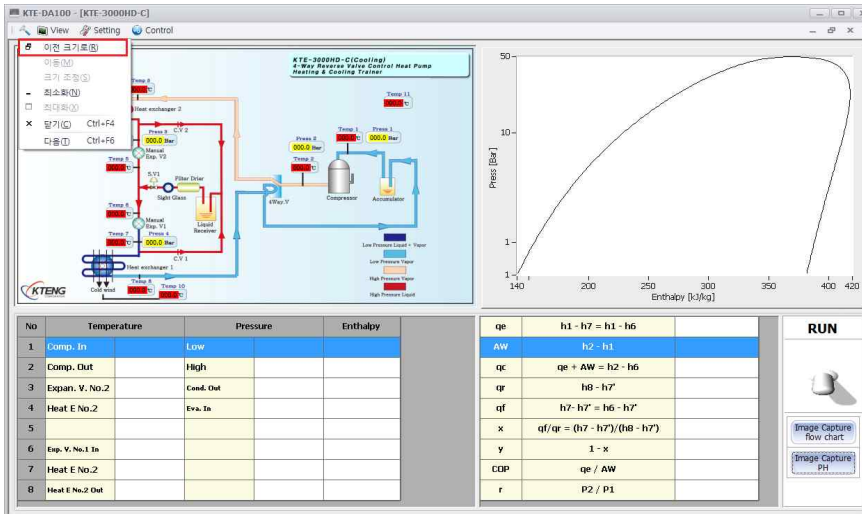 KTE-DA100 - [KTE-3000HD-C]
View Setting Control
이전 크기로(R)
이동(M)
크기 조정(S)
최소화(N)
최대화(X)
닫기(C) Ctrl+F4
다음(T) Ctrl+F6
KTE-3000HD-C(Cooling)
4-Way Reverse Valve Control Heat Pump
Heating & Cooling Trainer
Temp 11
Heat exchanger 2
C.V 2
000.0 Bar
Manual
Exp. V2
Temp 5
S.V1
Filter Drier
Sight Glass
Liquid
Receiver
Temp 6
Manual
Exp. V1
Temp 7 Press 4
000.0 Bar
C.V 1
Heat exchanger 1
Cold wind
Temp 8 Temp 10
KTENG
Press 2
000.0 Bar
Temp 1 Press 1
000.0 Bar
Temp 2
4Way.V
Compressor
Accumulator
Low Pressure Liquid + Vapor
Low Pressure Vapor
High Pressure Vapor
High Pressure Liquid
Press [Bar]
50
10
1
1
140 200 250 300 350 400 420
Enthalpy [kJ/kg]
No Temperature Pressure Enthalpy
1 Comp. In Low
2 Comp. Out High
3 Expan. V. No.2 Cond. Out
4 Heat E No.2 Eva. In
5
6 Exp. V. No.1 In
7 Heat E No.2
8 Heat E No.2 Out
qe h1 - h7 = h1 - h6
AW h2 - h1
qc qe + AW = h2 - h6
qr h8 - h7'
qf h7- h7' = h6 - h7'
x qf/qr = (h7 - h7')/(h8 - h7')
y 1 - x
COP qe / AW
r P2 / P1
RUN
Image Capture
flow chart
Image Capture
PH